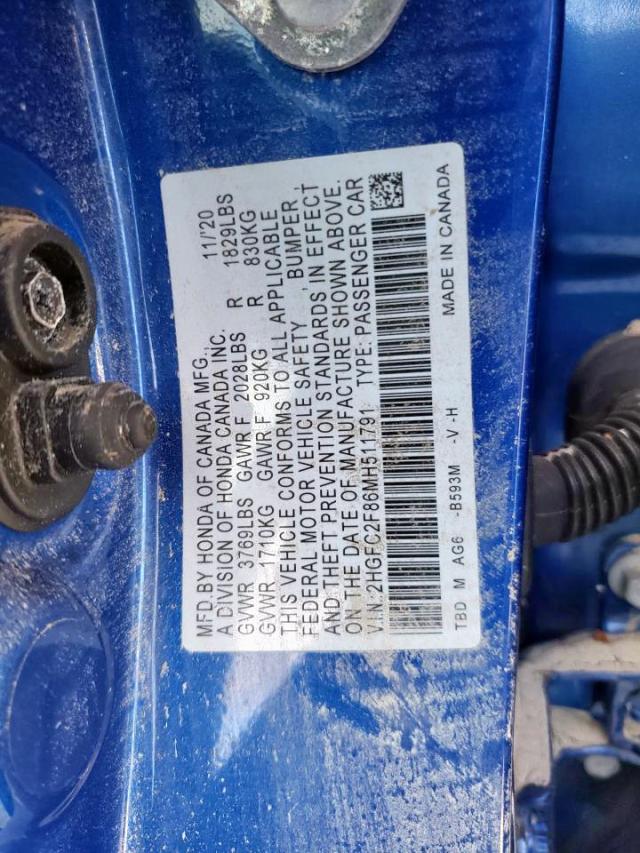 MFD BY HONDA OF CANADA MFG., 11/20
A DIVISION OF HONDA CANADA INC.
GVWR 3769LBS GAWR F 2028LBS R 1829LBS
GVWR 1710KG GAWR F 920KG R 830KG
THIS VEHICLE CONFORMS TO ALL APPLICABLE
FEDERAL MOTOR VEHICLE SAFETY, BUMPER,
AND THEFT PREVENTION STANDARDS IN EFFECT
ON THE DATE OF MANUFACTURE SHOWN ABOVE.
V.I.N. 2HGFC2F86MH511791 TYPE: PASSENGER CAR
TBD M AG6 -B593M -V -H MADE IN CANADA